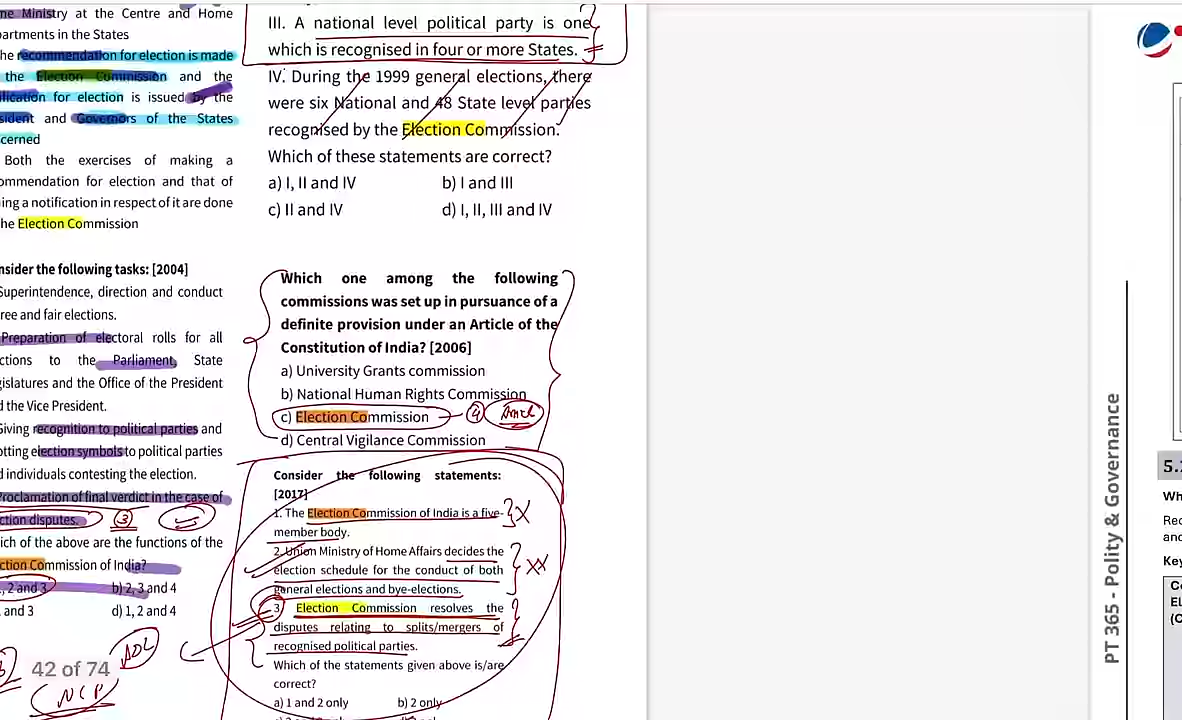 me Ministry at the Centre and Home
partments in the States
he recommendation for election is made
the Election Commission and the
ification for election is issued by the
sident and Governors of the States
cerned
Both the exercises of making a
ommendation for election and that of
ing a notification in respect of it are done
he Election Commission
nsider the following tasks: [2004]
Superintendence, direction and conduct
ree and fair elections.
Preparation of electoral rolls for all
ctions to the Parliament, State
gislatures and the Office of the President
d the Vice President.
Giving recognition to political parties and
otting election symbols to political parties
d individuals contesting the election.
Proclamation of final verdict in the case of
ction disputes. 3
ich of the above are the functions of the
ction Commission of India?
, 2 and 3 b) 2, 3 and 4
and 3 d) 1, 2 and 4
42 of 74
NCP
III. A national level political party is one
which is recognised in four or more States.
IV. During the 1999 general elections, there
were six National and 48 State level parties
recognised by the Election Commission.
Which of these statements are correct?
a) I, II and IV b) I and III
c) II and IV d) I, II, III and IV
Which one among the following
commissions was set up in pursuance of a
definite provision under an Article of the
Constitution of India? [2006]
a) University Grants commission
b) National Human Rights Commission
c) Election Commission
d) Central Vigilance Commission
Consider the following statements:
[2017]
1. The Election Commission of India is a five-
member body. X
2. Union Ministry of Home Affairs decides the
election schedule for the conduct of both XX
general elections and bye-elections.
3. Election Commission resolves the
disputes relating to splits/mergers of
recognised political parties.
Which of the statements given above is/are
correct?
a) 1 and 2 only b) 2 only
PT 365 - Polity & Governance
5.
Wh
Rec
and
Key
Co
EL
(C